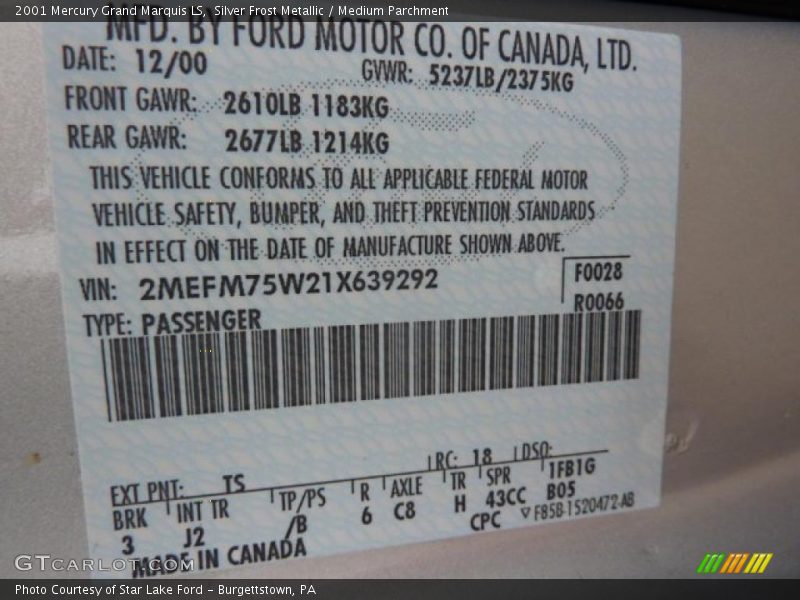 2001 Mercury Grand Marquis LS, Silver Frost Metallic / Medium Parchment
MFD. BY FORD MOTOR CO. OF CANADA, LTD.
DATE: 12/00 GVWR: 5237LB/2375KG
FRONT GAWR: 2610LB 1183KG
REAR GAWR: 2677LB 1214KG
THIS VEHICLE CONFORMS TO ALL APPLICABLE FEDERAL MOTOR
VEHICLE SAFETY, BUMPER, AND THEFT PREVENTION STANDARDS
IN EFFECT ON THE DATE OF MANUFACTURE SHOWN ABOVE.
VIN: 2MEFM75W21X639292 F0028
TYPE: PASSENGER R0066
EXT PNT: TS RC: 18 DSO:
BRK INT TR TP/PS R AXLE TR SPR 1FB1G
3 J2 /B 6 C8 H 43CC B05
MADE IN CANADA CPC ▽F85B-1520472-AB
GTCARLOT.COM
Photo Courtesy of Star Lake Ford - Burgettstown, PA